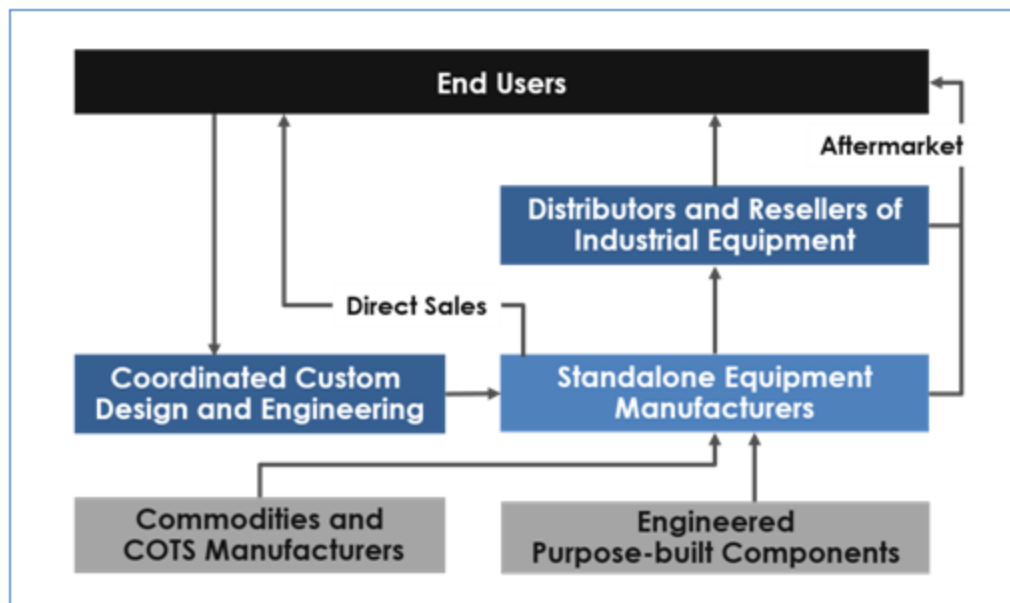 End Users
Aftermarket
Distributors and Resellers of
Industrial Equipment
Direct Sales
Coordinated Custom
Design and Engineering
Standalone Equipment
Manufacturers
Commodities and
COTS Manufacturers
Engineered
Purpose-built Components